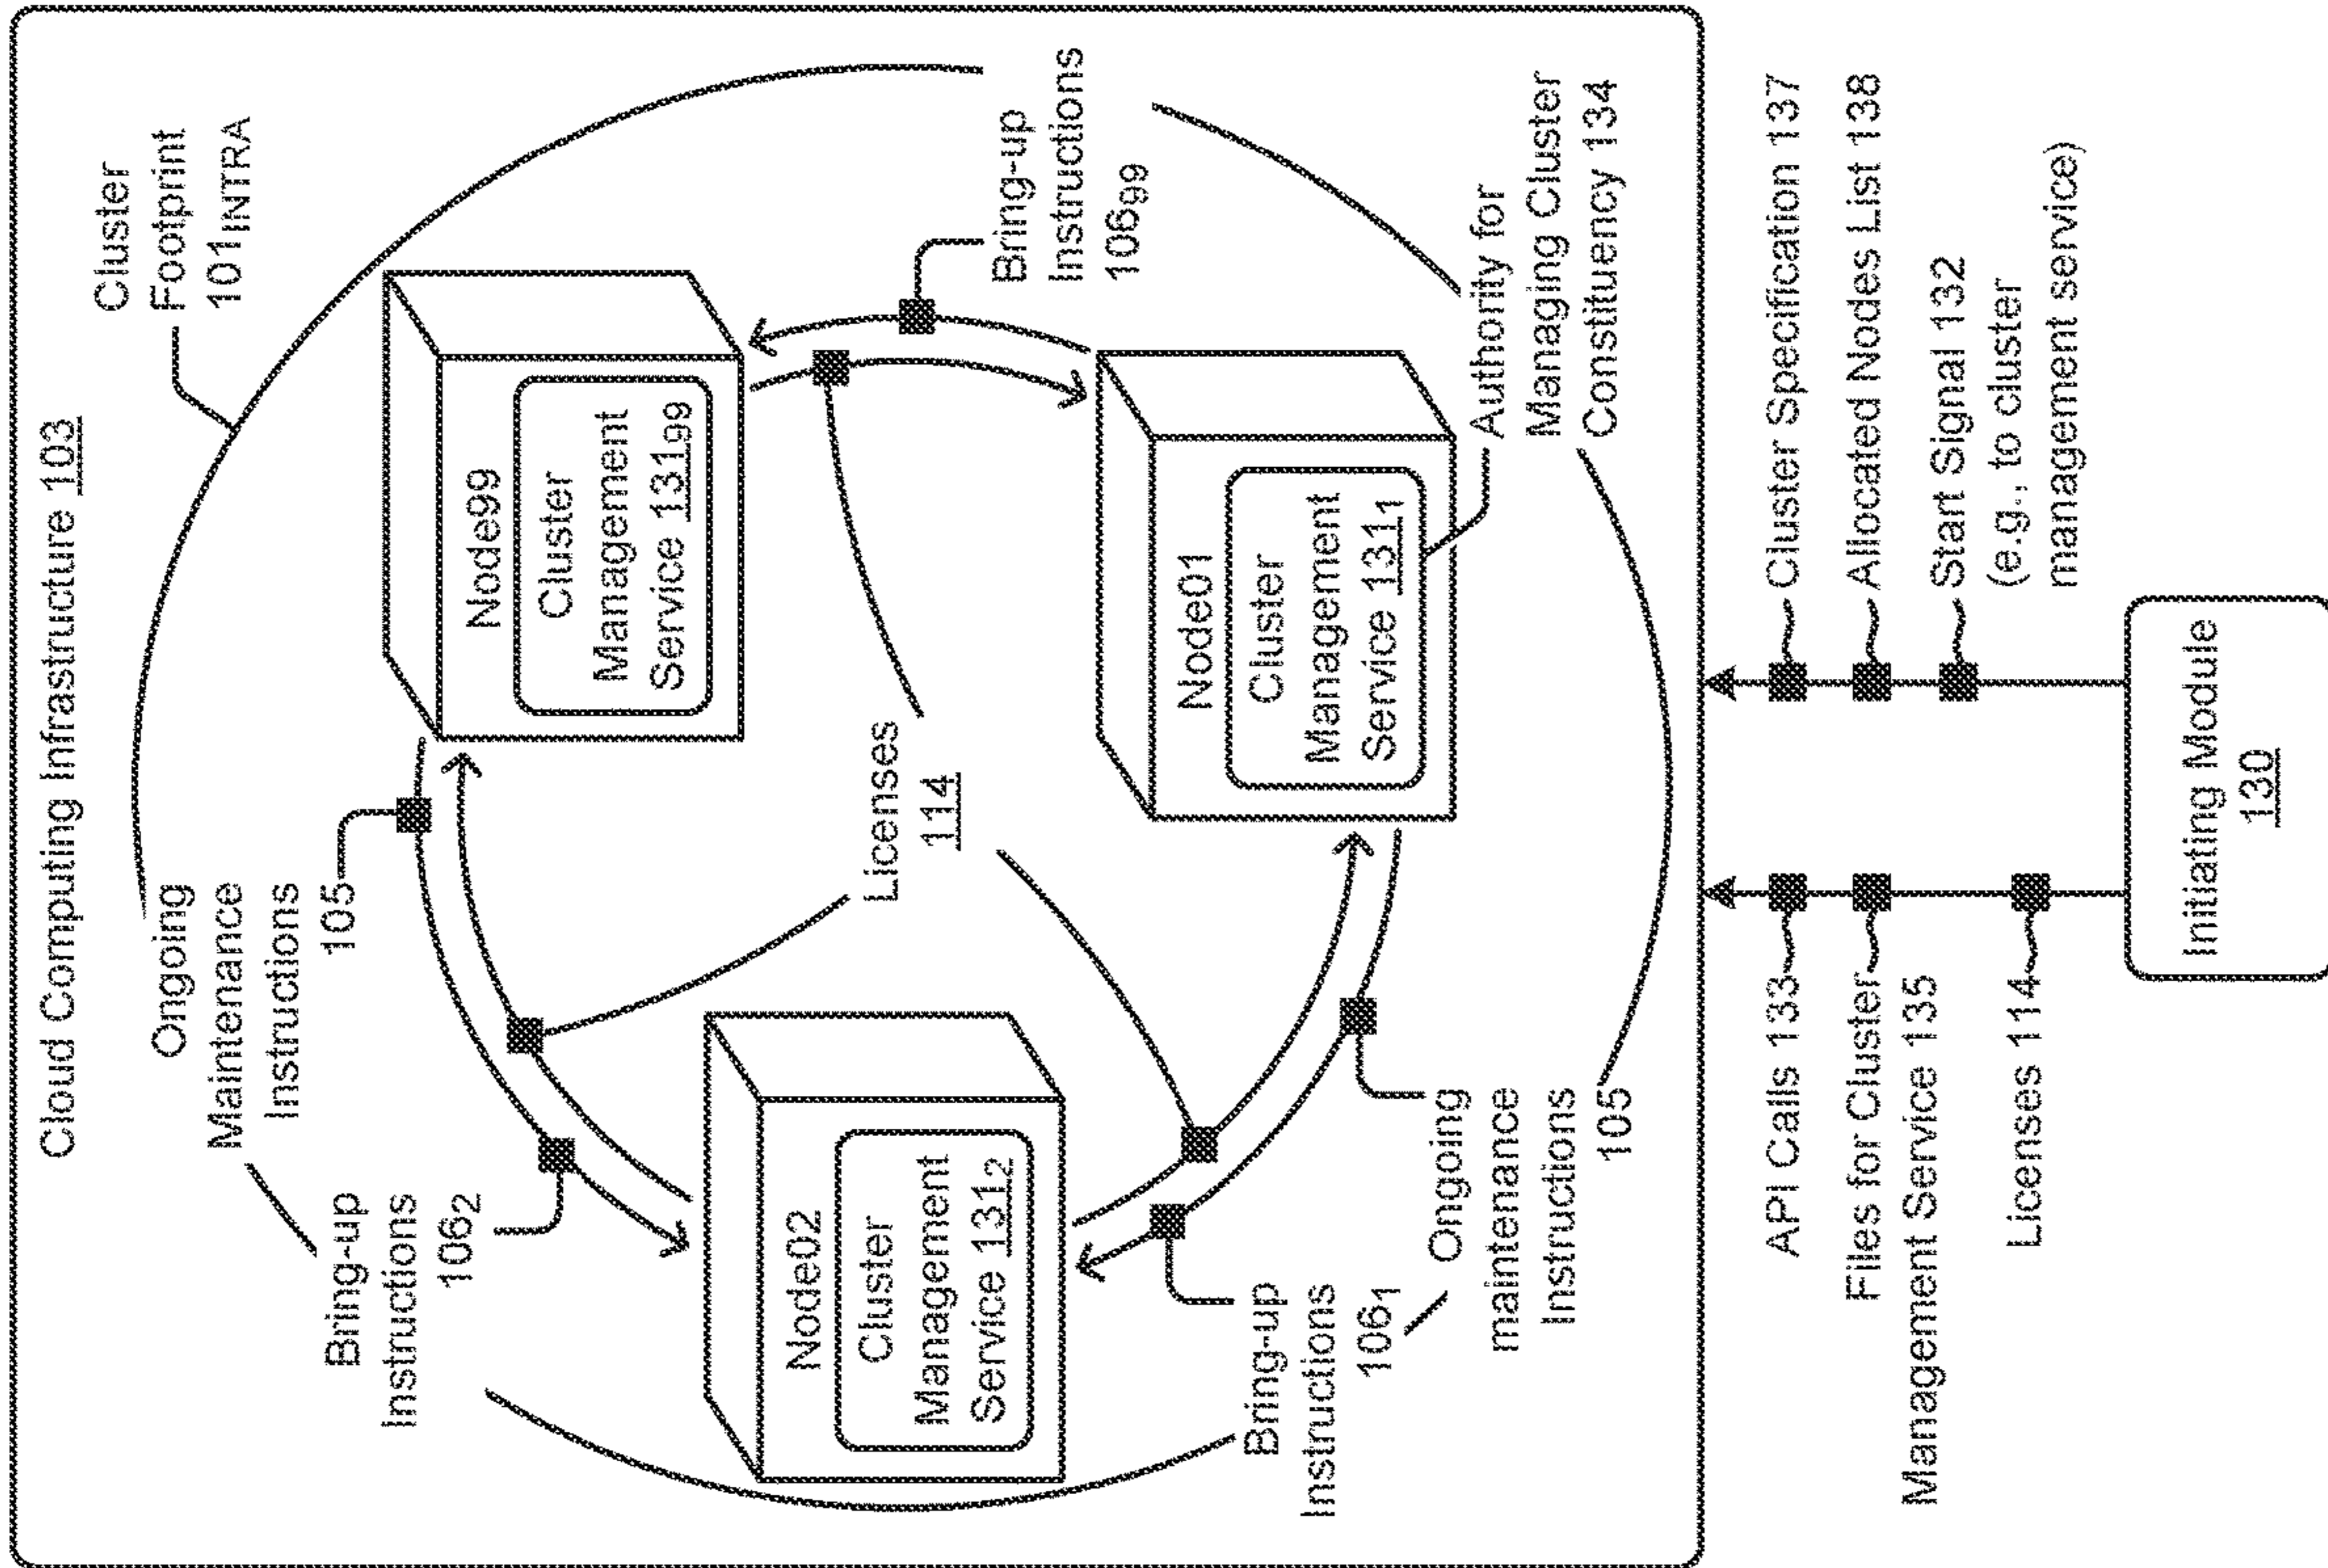 Cloud Computing Infrastructure 103
Cluster
Footprint
101INTRA
Ongoing
Maintenance
Instructions
105
Bring-up
Instructions
106₂
Node99
Cluster
Management
Service 131₉₉
Licenses
114
Node02
Cluster
Management
Service 131₂
Bring-up
Instructions
106₉₉
Node01
Cluster
Management
Service 131₁
Bring-up
Instructions
106₁
Ongoing
maintenance
Instructions
105
Authority for
Managing Cluster
Constituency 134
API Calls 133
Files for Cluster
Management Service 135
Licenses 114
Cluster Specification 137
Allocated Nodes List 138
Start Signal 132
(e.g., to cluster
management service)
Initiating Module
130